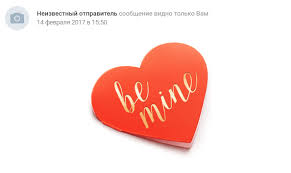 Неизвестный отправитель сообщение видно только Вам
14 февраля 2017 в 15:50
be
mine